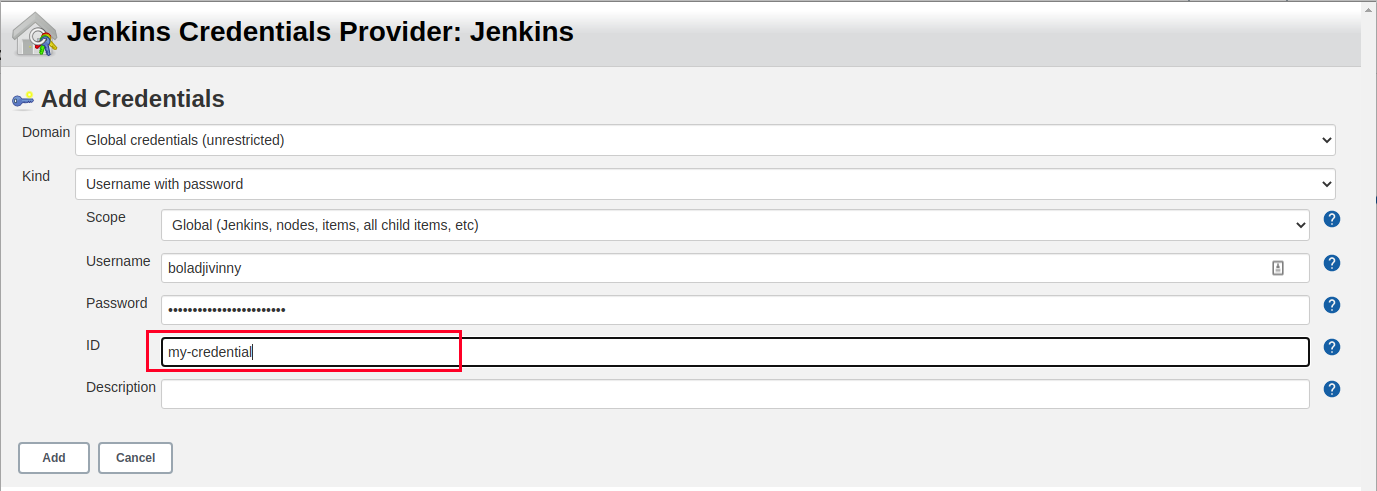 Jenkins Credentials Provider: Jenkins
Add Credentials
Domain Global credentials (unrestricted)
Kind Username with password
Scope Global (Jenkins, nodes, items, all child items, etc)
Username boladjivinny
Password ••••••••••••••••••••••••
ID my-credential
Description
Add Cancel